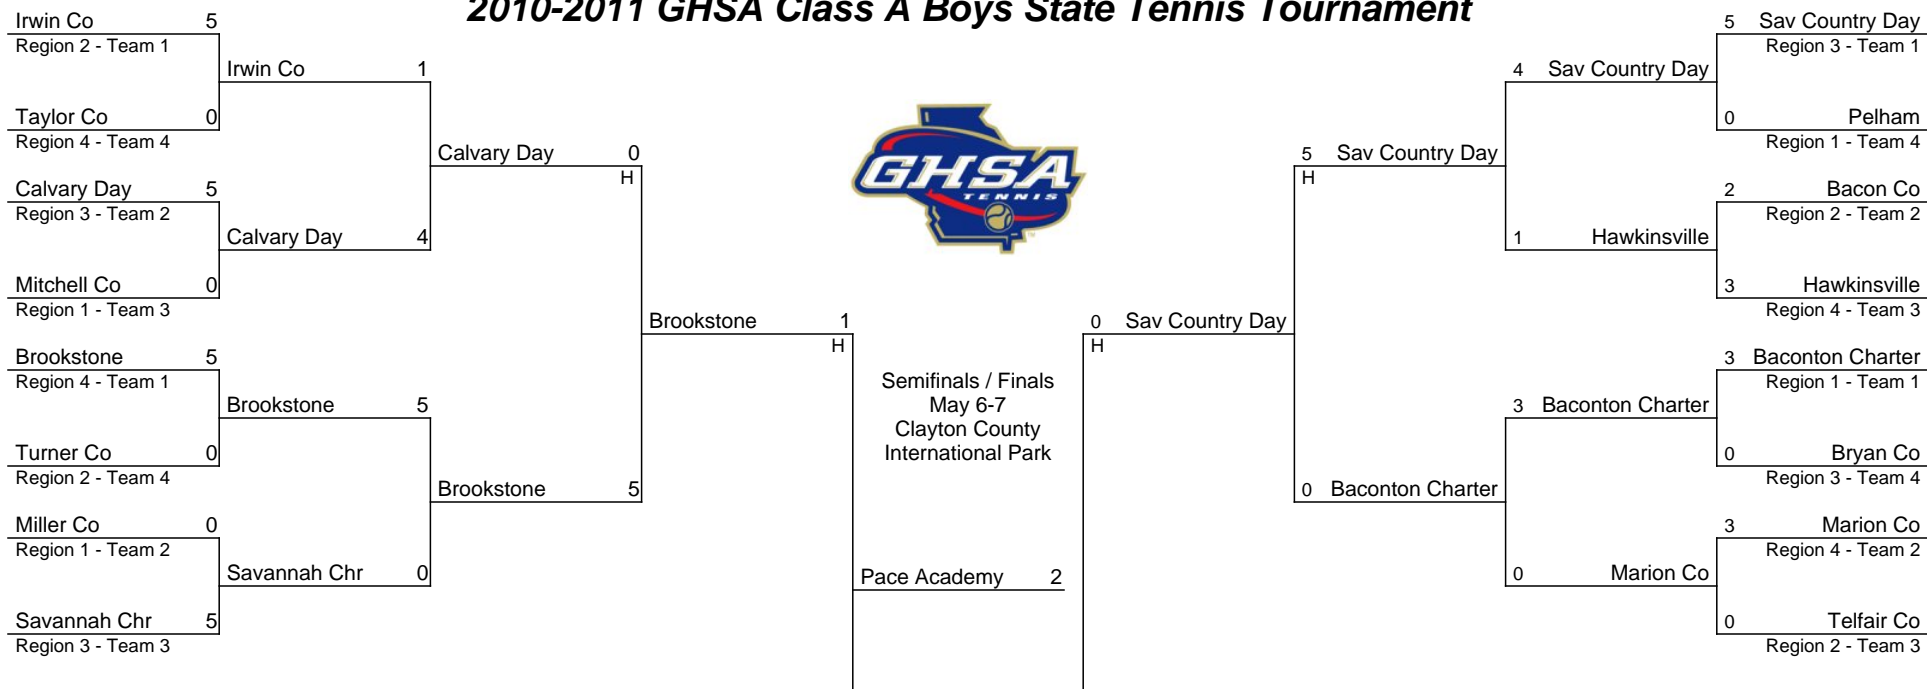 2010-2011 GHSA Class A Boys State Tennis Tournament
Irwin Co 5
Region 2 - Team 1
Irwin Co 1
Taylor Co 0
Region 4 - Team 4
Calvary Day 0
H
Calvary Day 5
Region 3 - Team 2
Calvary Day 4
Mitchell Co 0
Region 1 - Team 3
Brookstone 1
H
Brookstone 5
Region 4 - Team 1
Brookstone 5
Turner Co 0
Region 2 - Team 4
Brookstone 5
Miller Co 0
Region 1 - Team 2
Savannah Chr 0
Savannah Chr 5
Region 3 - Team 3
GHSA
TENNIS
Semifinals / Finals
May 6-7
Clayton County
International Park
Pace Academy 2
5 Sav Country Day
Region 3 - Team 1
4 Sav Country Day
0 Pelham
Region 1 - Team 4
5 Sav Country Day
H
2 Bacon Co
Region 2 - Team 2
1 Hawkinsville
3 Hawkinsville
Region 4 - Team 3
0 Sav Country Day
H
3 Baconton Charter
Region 1 - Team 1
3 Baconton Charter
0 Bryan Co
Region 3 - Team 4
0 Baconton Charter
3 Marion Co
Region 4 - Team 2
0 Marion Co
0 Telfair Co
Region 2 - Team 3